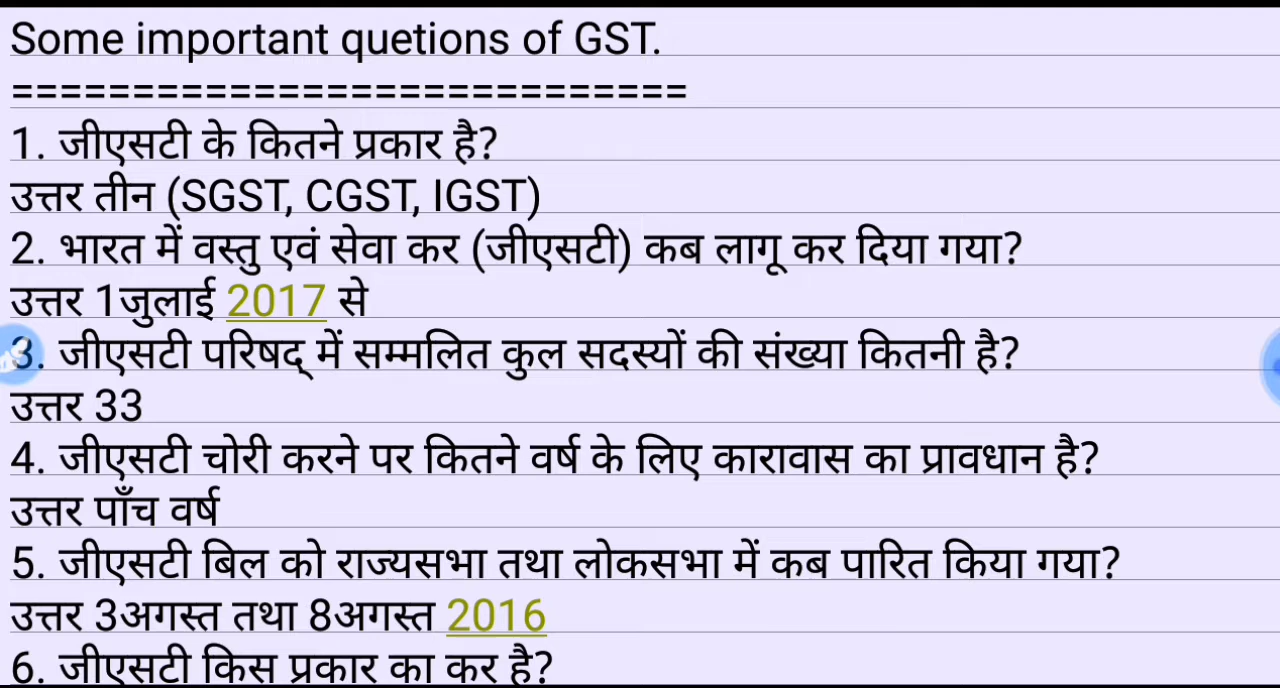 Some important quetions of GST.
============================
1. जीएसटी के कितने प्रकार है?
उत्तर तीन (SGST, CGST, IGST)
2. भारत में वस्तु एवं सेवा कर (जीएसटी) कब लागू कर दिया गया?
उत्तर 1जुलाई 2017 से
3. जीएसटी परिषद् में सम्मलित कुल सदस्यों की संख्या कितनी है?
उत्तर 33
4. जीएसटी चोरी करने पर कितने वर्ष के लिए कारावास का प्रावधान है?
उत्तर पाँच वर्ष
5. जीएसटी बिल को राज्यसभा तथा लोकसभा में कब पारित किया गया?
उत्तर 3अगस्त तथा 8अगस्त 2016
6. जीएसटी किस प्रकार का कर है?